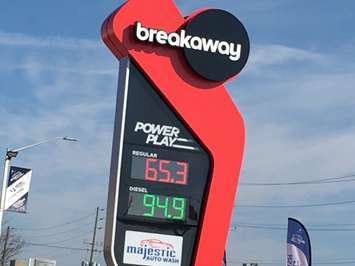 breakaway
POWER
PLAY
REGULAR
65.3
DIESEL
94.9
majestic
AUTO WASH